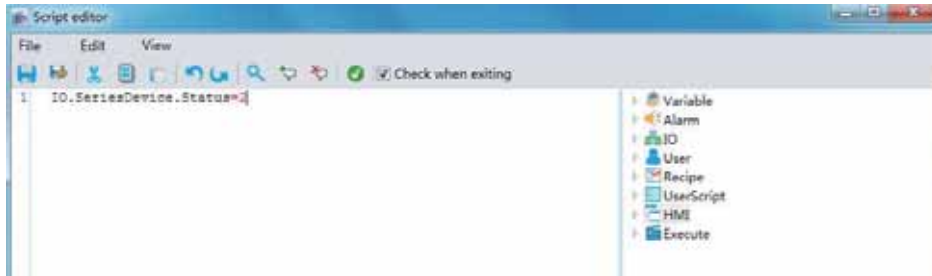 Script editor
File Edit View
Check when exiting
1 IO.SeriesDevice.Status=2
Variable
Alarm
IO
User
Recipe
UserScript
HMI
Execute